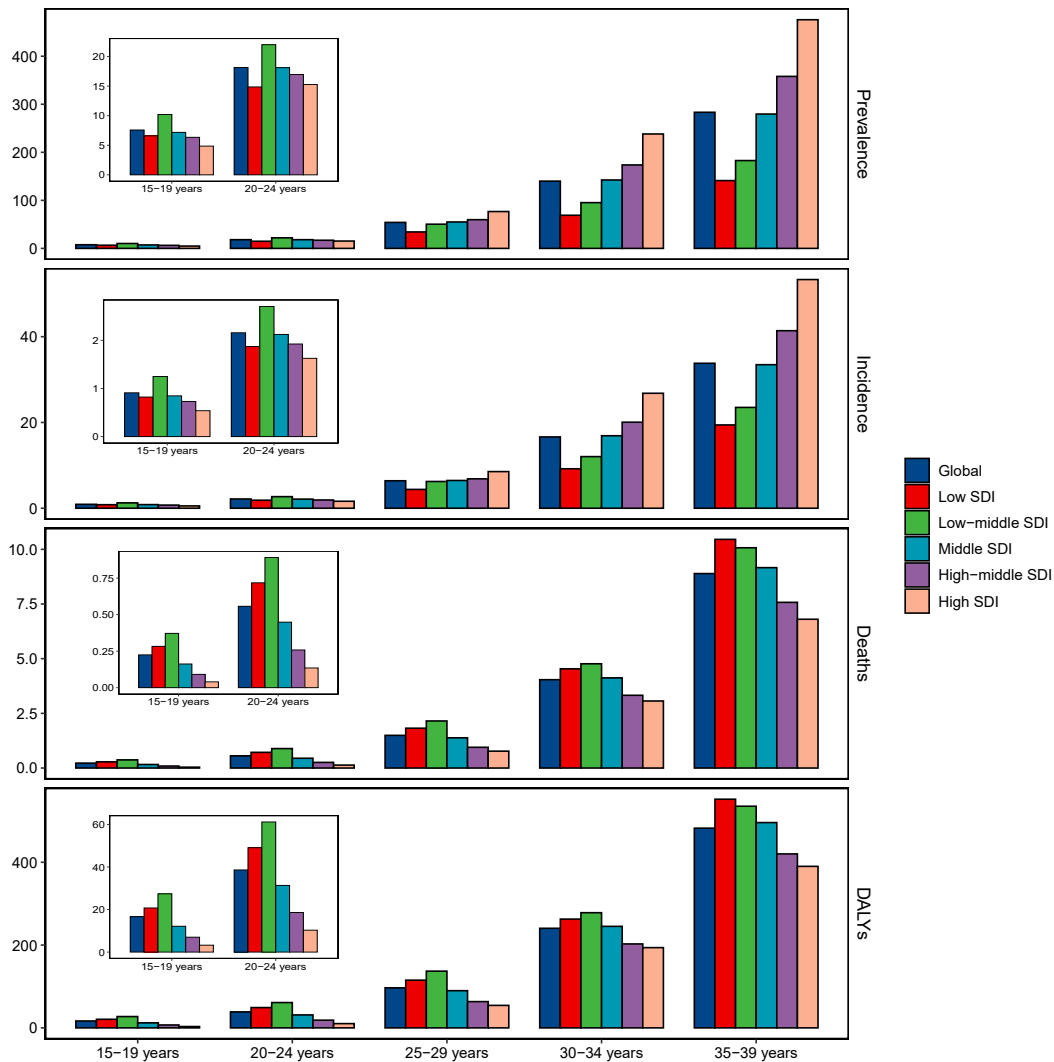 400
300
200
100
0
Prevalence
20
15
10
5
0
15−19 years
20−24 years
40
20
0
Incidence
2
1
0
15−19 years
20−24 years
10.0
7.5
5.0
2.5
0.0
Deaths
0.75
0.50
0.25
0.00
15−19 years
20−24 years
400
200
0
DALYs
60
40
20
0
15−19 years
20−24 years
15−19 years
20−24 years
25−29 years
30−34 years
35−39 years
Global
Low SDI
Low−middle SDI
Middle SDI
High−middle SDI
High SDI